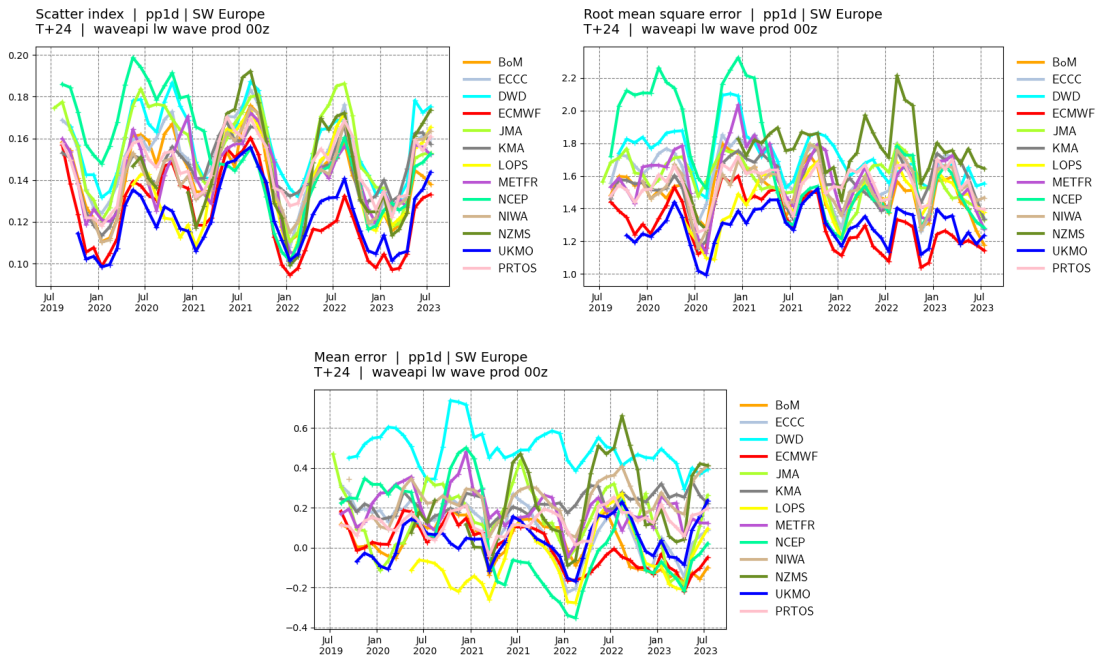 Scatter index | pp1d | SW Europe
T+24 | waveapi lw wave prod 00z
0.20
0.18
0.16
0.14
0.12
0.10
Jul 2019
Jan 2020
Jul 2020
Jan 2021
Jul 2021
Jan 2022
Jul 2022
Jan 2023
Jul 2023
BoM
ECCC
DWD
ECMWF
JMA
KMA
LOPS
METFR
NCEP
NIWA
NZMS
UKMO
PRTOS
Root mean square error | pp1d | SW Europe
T+24 | waveapi lw wave prod 00z
2.2
2.0
1.8
1.6
1.4
1.2
1.0
Jul 2019
Jan 2020
Jul 2020
Jan 2021
Jul 2021
Jan 2022
Jul 2022
Jan 2023
Jul 2023
BoM
ECCC
DWD
ECMWF
JMA
KMA
LOPS
METFR
NCEP
NIWA
NZMS
UKMO
PRTOS
Mean error | pp1d | SW Europe
T+24 | waveapi lw wave prod 00z
0.6
0.4
0.2
0.0
−0.2
−0.4
Jul 2019
Jan 2020
Jul 2020
Jan 2021
Jul 2021
Jan 2022
Jul 2022
Jan 2023
Jul 2023
BoM
ECCC
DWD
ECMWF
JMA
KMA
LOPS
METFR
NCEP
NIWA
NZMS
UKMO
PRTOS